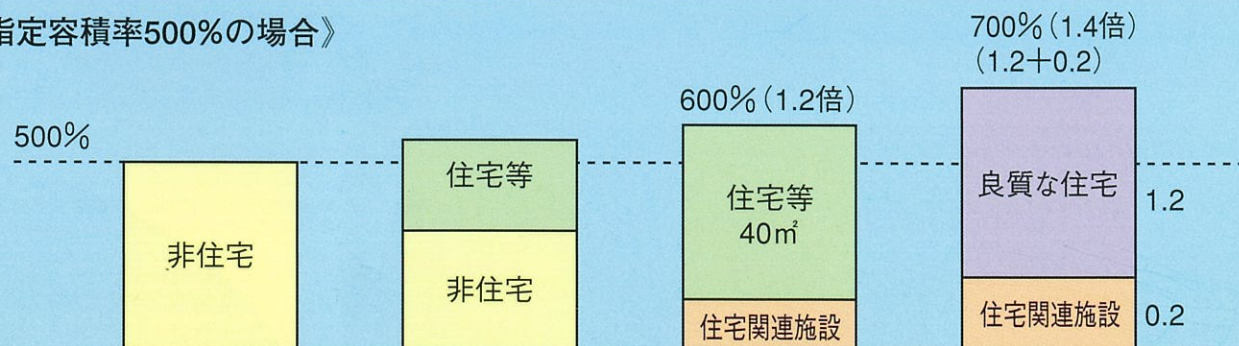 指定容積率500%の場合》
700%（1.4倍）
（1.2＋0.2）
600%（1.2倍）
500%
非住宅
住宅等
非住宅
住宅等
40㎡
住宅関連施設
良質な住宅
1.2
住宅関連施設
0.2